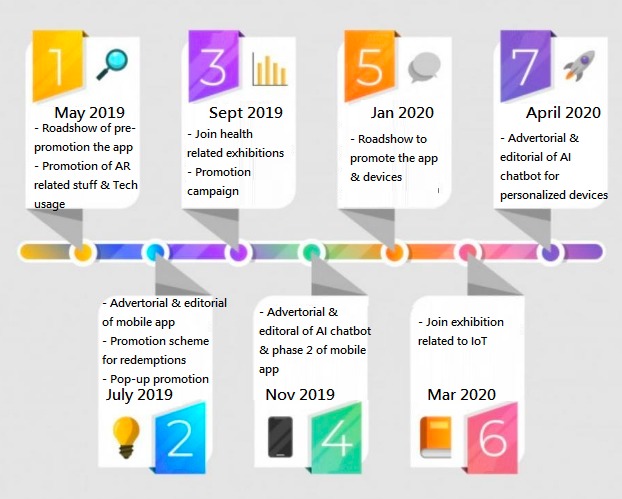 1
May 2019
- Roadshow of pre-
promotion the app
- Promotion of AR
related stuff & Tech
usage
3
Sept 2019
- Join health
related exhibitions
- Promotion
campaign
5
Jan 2020
- Roadshow to
promote the app
& devices
7
April 2020
- Advertorial &
editorial of AI
chatbot for
personalized devices
- Advertorial & editorial
of mobile app
- Promotion scheme
for redemptions
- Pop-up promotion
July 2019
2
- Advertorial &
editoral of AI chatbot
& phase 2 of mobile
app
Nov 2019
4
- Join exhibition
related to IoT
Mar 2020
6